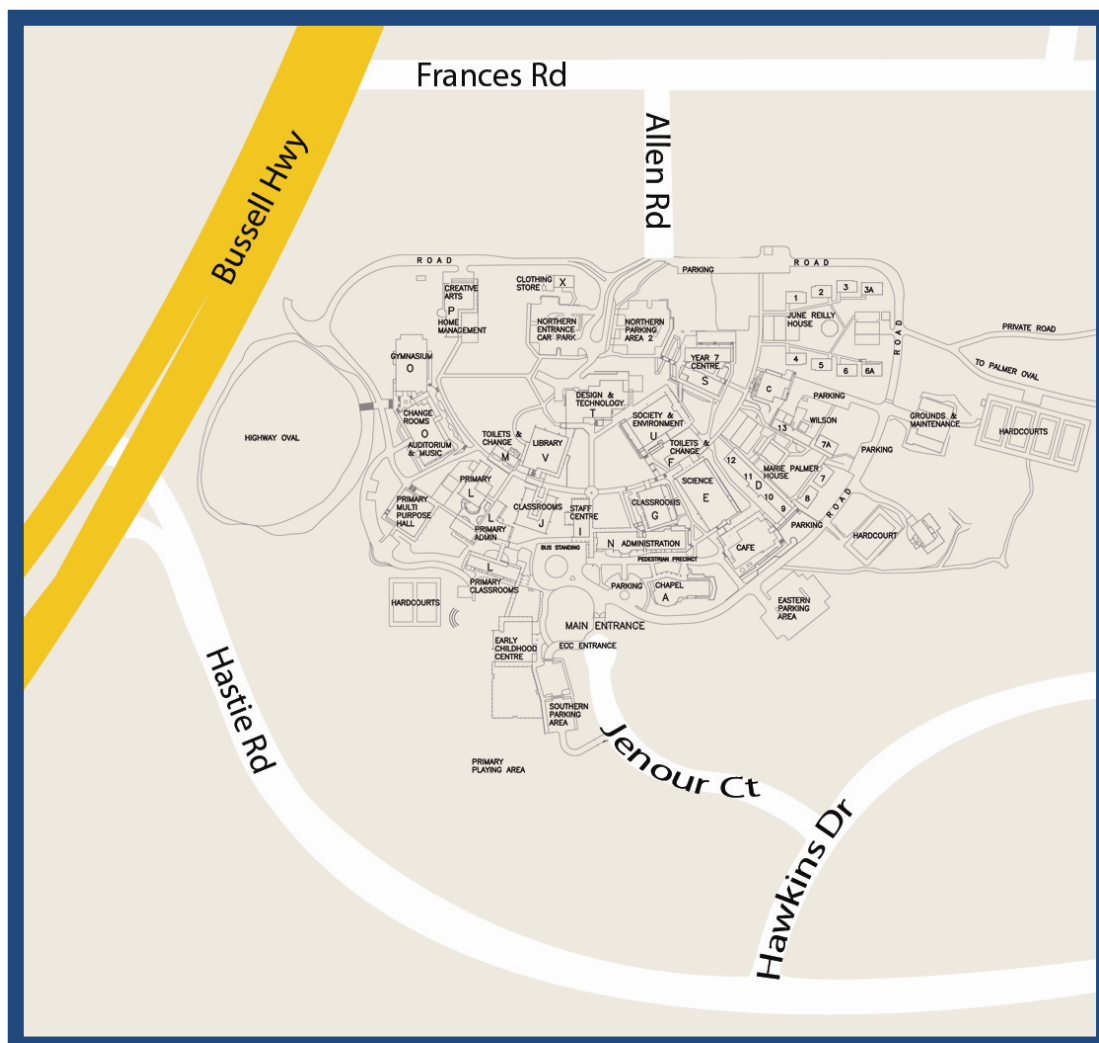 Frances Rd
Allen Rd
Bussell Hwy
ROAD
PARKING
ROAD
CLOTHING
STORE
X
CREATIVE
ARTS
P
HOME
MANAGEMENT
NORTHERN
ENTRANCE
CAR PARK
NORTHERN
PARKING
AREA 2
1
2
3
3A
JUNE REILLY
HOUSE
ROAD
PRIVATE ROAD
TO PALMER OVAL
GYMNASIUM
O
YEAR 7
CENTRE
S
4
5
6
6A
C
PARKING
DESIGN &
TECHNOLOGY
T
CHANGE
ROOMS
O
AUDITORIUM
& MUSIC
SOCIETY &
ENVIRONMENT
U
WILSON
13
GROUNDS &
MAINTENANCE
HARDCOURTS
HIGHWAY OVAL
TOILETS &
CHANGE
M
LIBRARY
V
TOILETS &
CHANGE
F
7A
PARKING
12
MARIE PALMER
HOUSE
11
D
10
9
8
7
ROAD
PARKING
PRIMARY
L
SCIENCE
E
PRIMARY
MULTI
PURPOSE
HALL
CLASSROOMS
J
STAFF
CENTRE
I
CLASSROOMS
G
L
PRIMARY
ADMIN
N ADMINISTRATION
CAFE
HARDCOURT
BUS STANDING
PEDESTRIAN PRECINCT
L
PRIMARY
CLASSROOMS
PARKING
CHAPEL
A
HARDCOURTS
EASTERN
PARKING
AREA
MAIN ENTRANCE
EARLY
CHILDHOOD
CENTRE
ECC ENTRANCE
SOUTHERN
PARKING
AREA
PRIMARY
PLAYING AREA
Hastie Rd
Jenour Ct
Hawkins Dr